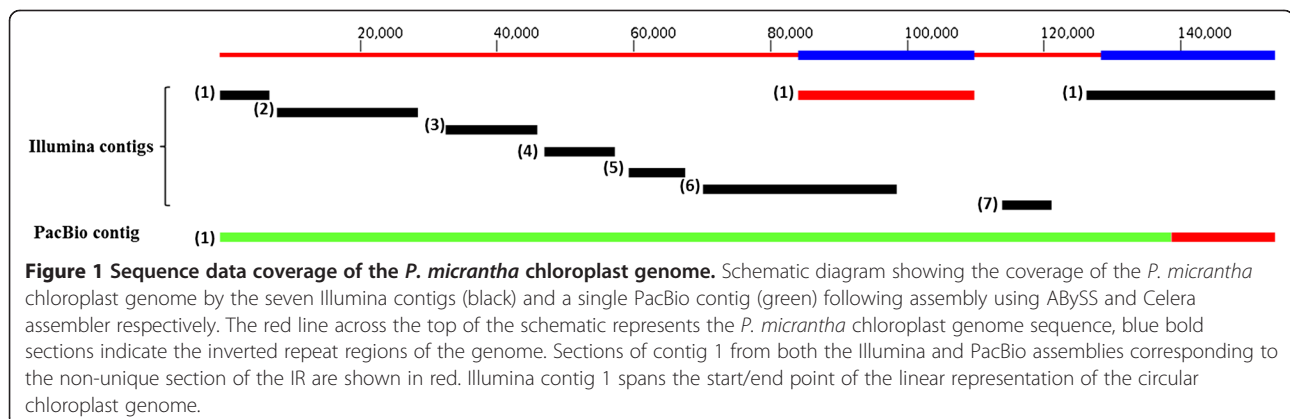 20,000 40,000 60,000 80,000 100,000 120,000 140,000
(1) (1) (1)
(2)
(3)
Illumina contigs (4)
(5)
(6)
(7)
PacBio contig (1)
Figure 1 Sequence data coverage of the P. micrantha chloroplast genome. Schematic diagram showing the coverage of the P. micrantha
chloroplast genome by the seven Illumina contigs (black) and a single PacBio contig (green) following assembly using ABySS and Celera
assembler respectively. The red line across the top of the schematic represents the P. micrantha chloroplast genome sequence, blue bold
sections indicate the inverted repeat regions of the genome. Sections of contig 1 from both the Illumina and PacBio assemblies corresponding to
the non-unique section of the IR are shown in red. Illumina contig 1 spans the start/end point of the linear representation of the circular
chloroplast genome.